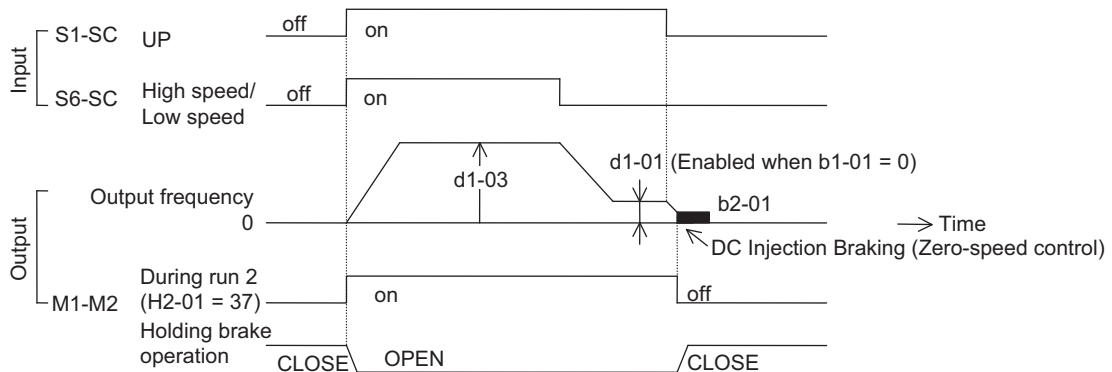 Input
S1-SC UP off on
S6-SC High speed/
Low speed off on
Output
Output frequency
0
d1-03
d1-01 (Enabled when b1-01 = 0)
b2-01
Time
DC Injection Braking (Zero-speed control)
M1-M2 During run 2
(H2-01 = 37) on off
Holding brake
operation CLOSE OPEN CLOSE